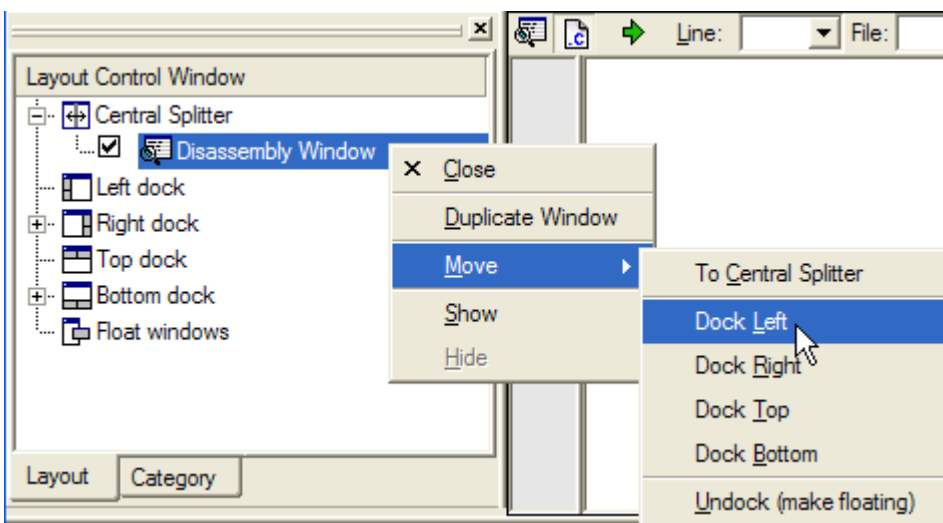 Line: File:
Layout Control Window
Central Splitter
Disassembly Window
Left dock
Right dock
Top dock
Bottom dock
Float windows
Layout Category
Close
Duplicate Window
Move
Show
Hide
To Central Splitter
Dock Left
Dock Right
Dock Top
Dock Bottom
Undock (make floating)
.c